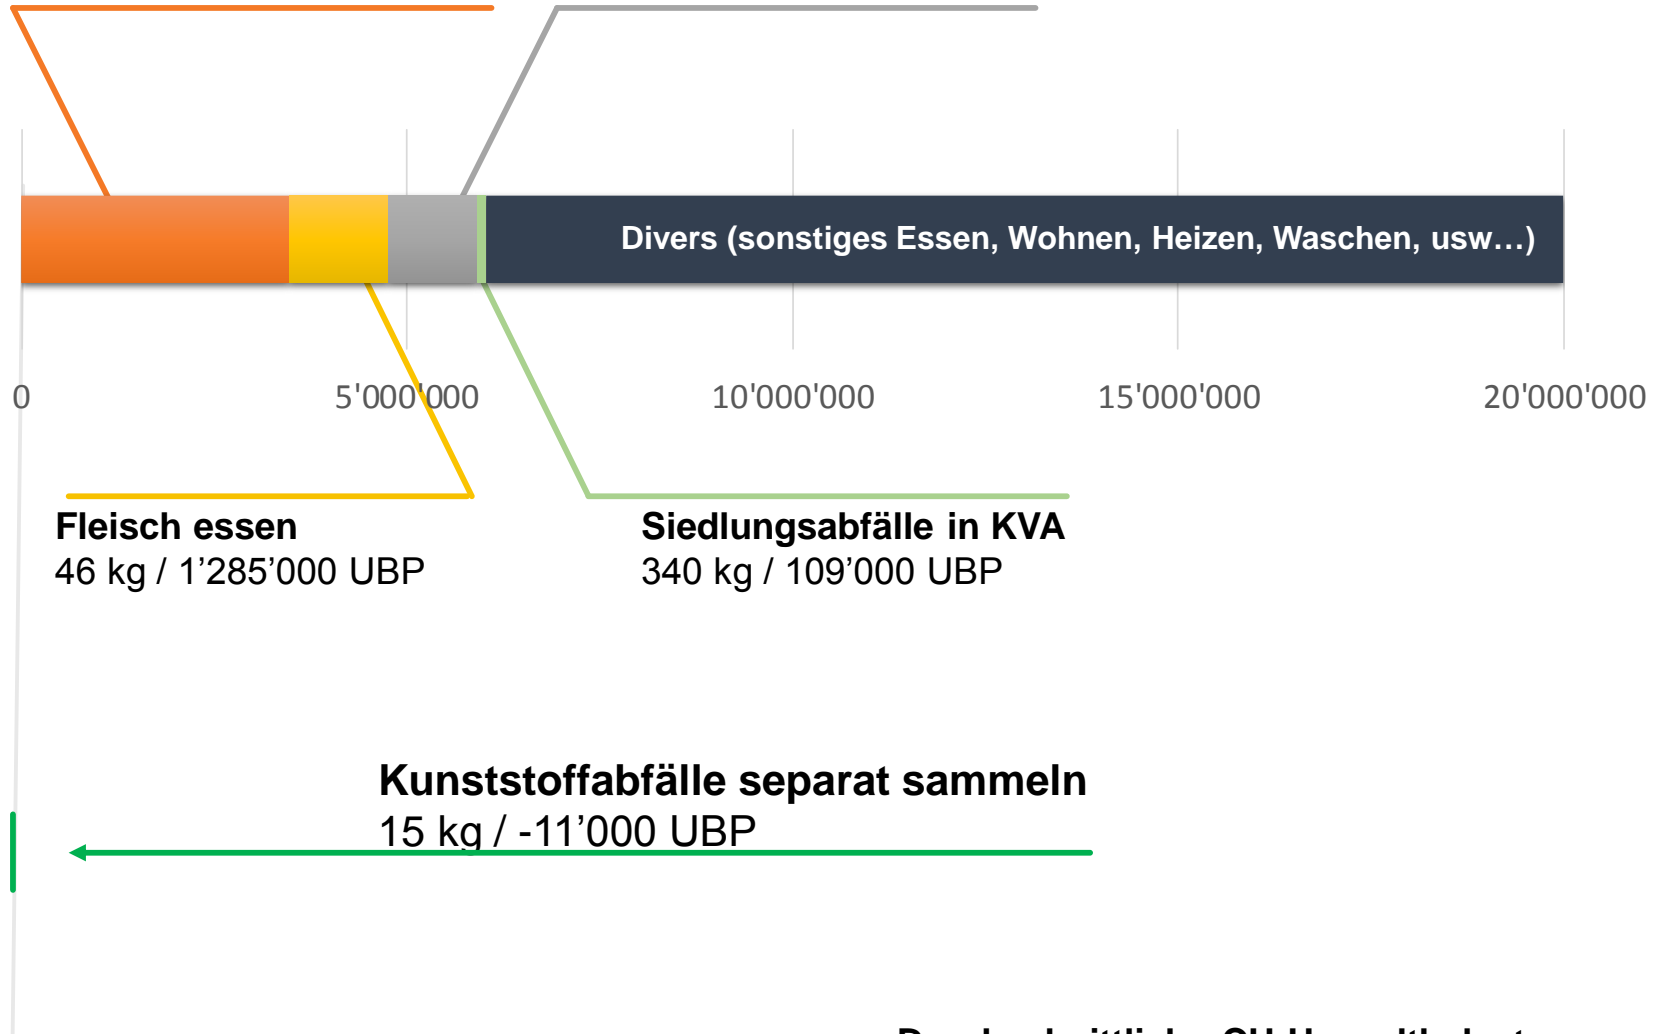 Divers (sonstiges Essen, Wohnen, Heizen, Waschen, usw…)
0 5'000'000 10'000'000 15'000'000 20'000'000
Fleisch essen
46 kg / 1’285’000 UBP
Siedlungsabfälle in KVA
340 kg / 109’000 UBP
Kunststoffabfälle separat sammeln
15 kg / -11’000 UBP